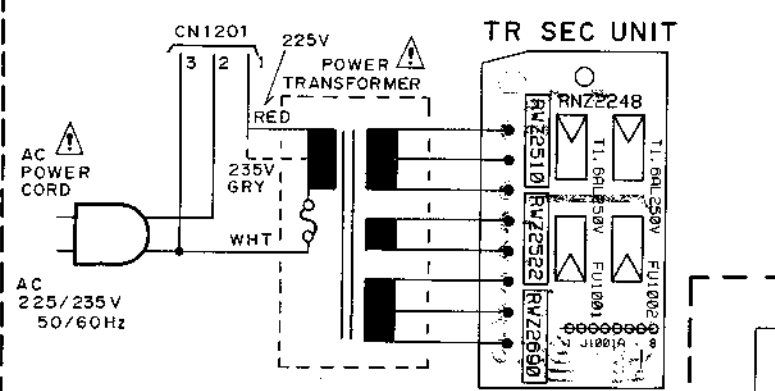 TR SEC UNIT
CN1201
3 2 1
225V
POWER
TRANSFORMER
RED
AC
POWER
CORD
235V
GRY
WHT
AC
225/235V
50/60Hz
RNZ2248
RWZ2510
RWZ2522
RWZ2690
T1.6AL250V
FU1001
T1.6AL250V
FU1002
J1001A 8